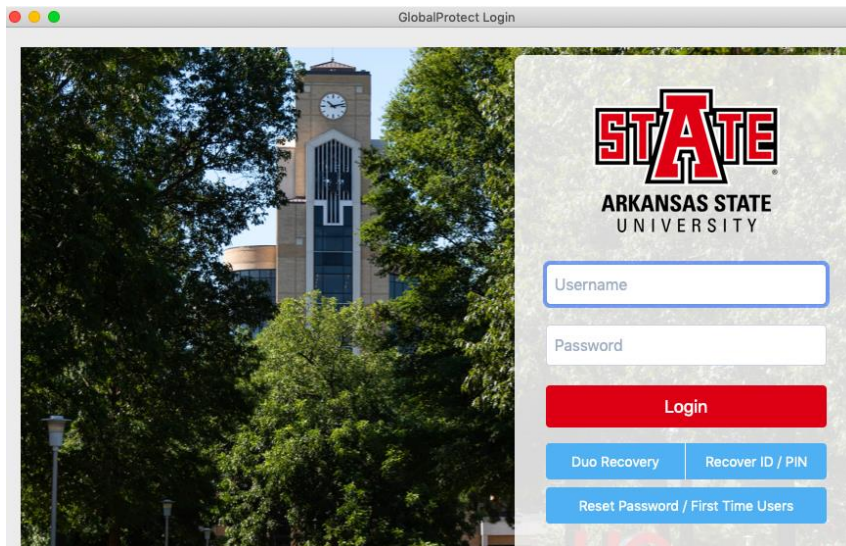 GlobalProtect Login
STATE
®
ARKANSAS STATE
UNIVERSITY
Username
Password
Login
Duo Recovery
Recover ID / PIN
Reset Password / First Time Users